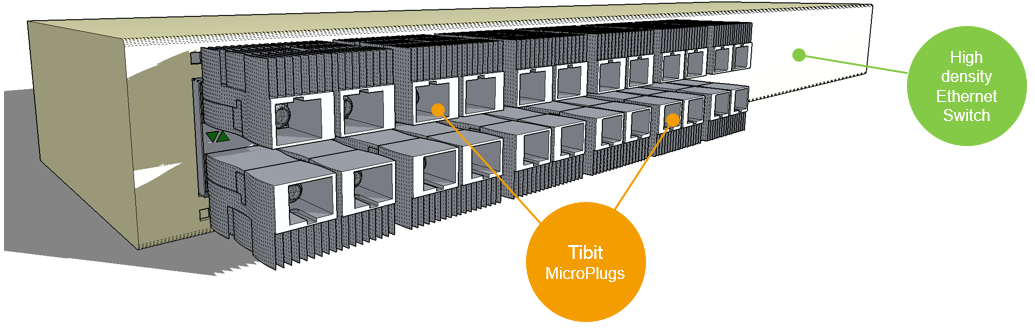 High
density
Ethernet
Switch
Tibit
MicroPlugs